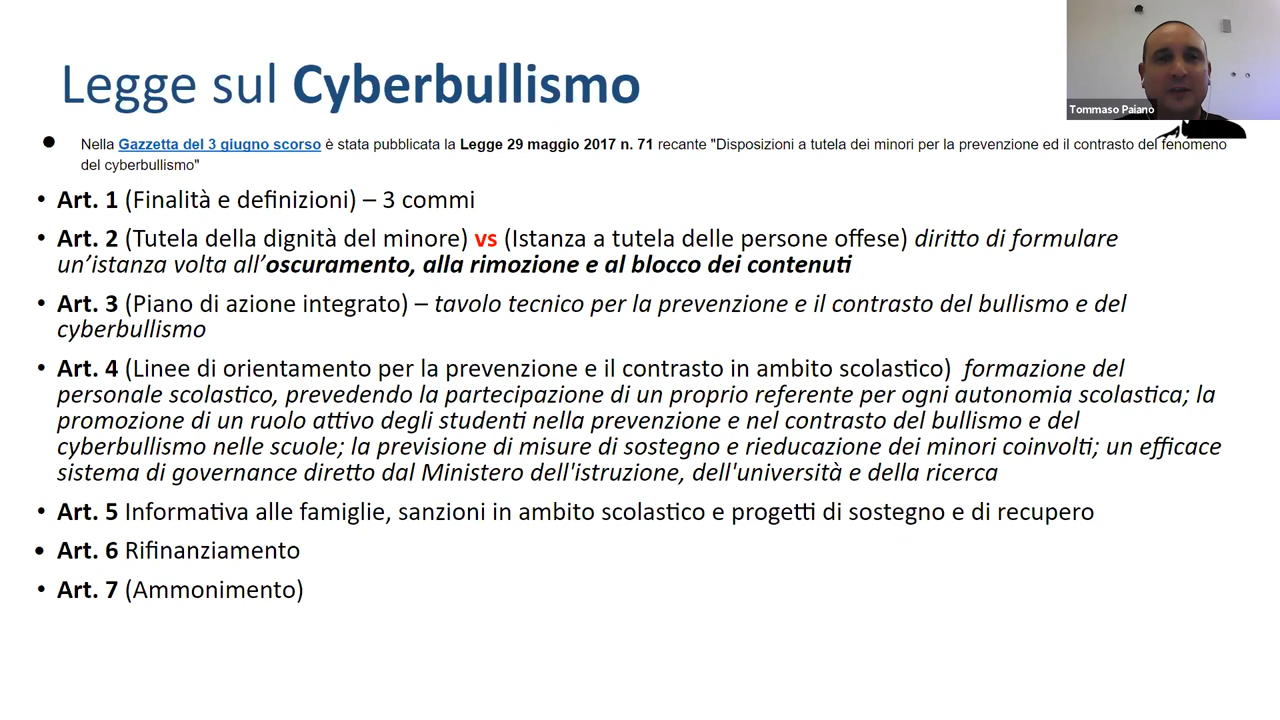 Legge sul Cyberbullismo
Tommaso Paiano
● Nella Gazzetta del 3 giugno scorso è stata pubblicata la Legge 29 maggio 2017 n. 71 recante "Disposizioni a tutela dei minori per la prevenzione ed il contrasto del fenomeno
del cyberbullismo"
• Art. 1 (Finalità e definizioni) – 3 commi
• Art. 2 (Tutela della dignità del minore) vs (Istanza a tutela delle persone offese) diritto di formulare
un’istanza volta all’oscuramento, alla rimozione e al blocco dei contenuti
• Art. 3 (Piano di azione integrato) – tavolo tecnico per la prevenzione e il contrasto del bullismo e del
cyberbullismo
• Art. 4 (Linee di orientamento per la prevenzione e il contrasto in ambito scolastico) formazione del
personale scolastico, prevedendo la partecipazione di un proprio referente per ogni autonomia scolastica; la
promozione di un ruolo attivo degli studenti nella prevenzione e nel contrasto del bullismo e del
cyberbullismo nelle scuole; la previsione di misure di sostegno e rieducazione dei minori coinvolti; un efficace
sistema di governance diretto dal Ministero dell'istruzione, dell'università e della ricerca
• Art. 5 Informativa alle famiglie, sanzioni in ambito scolastico e progetti di sostegno e di recupero
• Art. 6 Rifinanziamento
• Art. 7 (Ammonimento)